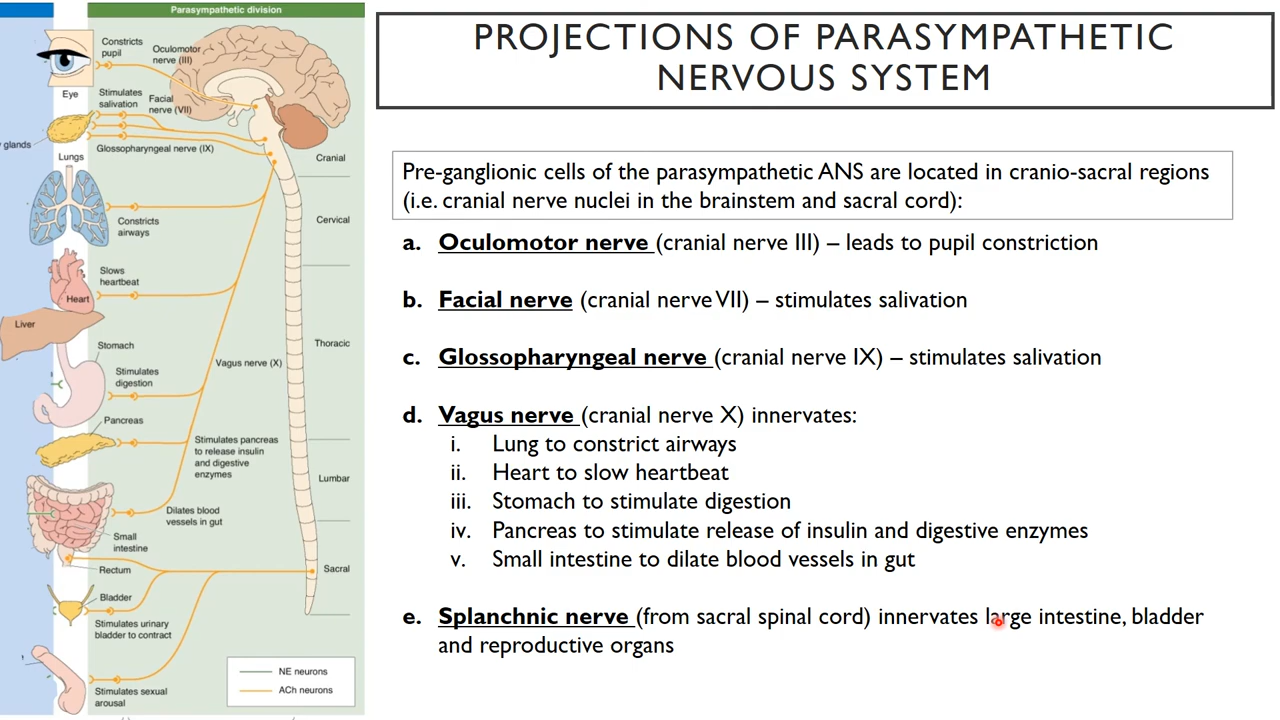 Parasympathetic division
Constricts
pupil
Oculomotor
nerve (III)
Eye
Stimulates
salivation
Facial
nerve (VII)
glands
Glossopharyngeal nerve (IX)
Lungs
Cranial
Constricts
airways
Cervical
Slows
heartbeat
Heart
Liver
Stomach
Thoracic
Vagus nerve (X)
Stimulates
digestion
Pancreas
Stimulates pancreas
to release insulin
and digestive
enzymes
Lumbar
Dilates blood
vessels in gut
Small
intestine
Rectum
Sacral
Bladder
Stimulates urinary
bladder to contract
Stimulates sexual
arousal
NE neurons
ACh neurons
PROJECTIONS OF PARASYMPATHETIC
NERVOUS SYSTEM
Pre-ganglionic cells of the parasympathetic ANS are located in cranio-sacral regions
(i.e. cranial nerve nuclei in the brainstem and sacral cord):
a. Oculomotor nerve (cranial nerve III) – leads to pupil constriction
b. Facial nerve (cranial nerve VII) – stimulates salivation
c. Glossopharyngeal nerve (cranial nerve IX) – stimulates salivation
d. Vagus nerve (cranial nerve X) innervates:
i. Lung to constrict airways
ii. Heart to slow heartbeat
iii. Stomach to stimulate digestion
iv. Pancreas to stimulate release of insulin and digestive enzymes
v. Small intestine to dilate blood vessels in gut
e. Splanchnic nerve (from sacral spinal cord) innervates large intestine, bladder
and reproductive organs